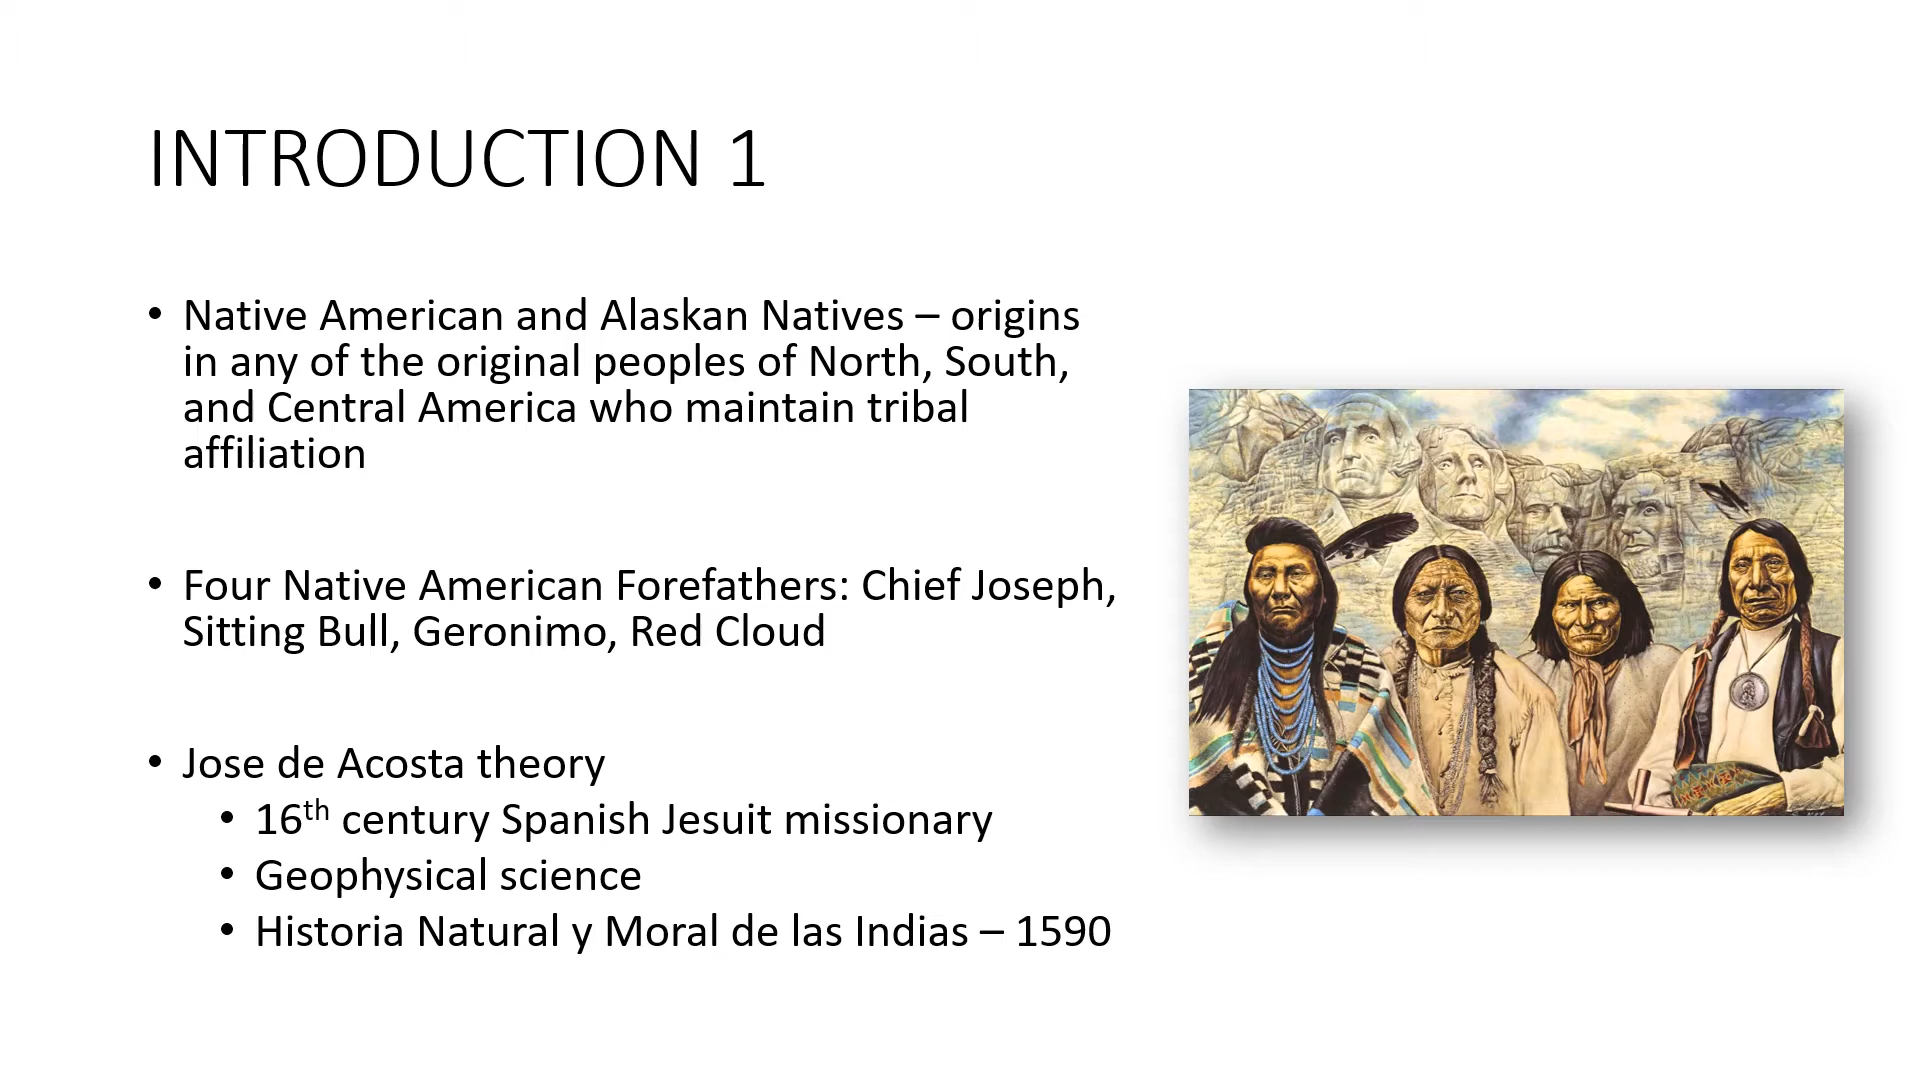 INTRODUCTION 1
• Native American and Alaskan Natives – origins
in any of the original peoples of North, South,
and Central America who maintain tribal
affiliation
• Four Native American Forefathers: Chief Joseph,
Sitting Bull, Geronimo, Red Cloud
• Jose de Acosta theory
• 16th century Spanish Jesuit missionary
• Geophysical science
• Historia Natural y Moral de las Indias – 1590